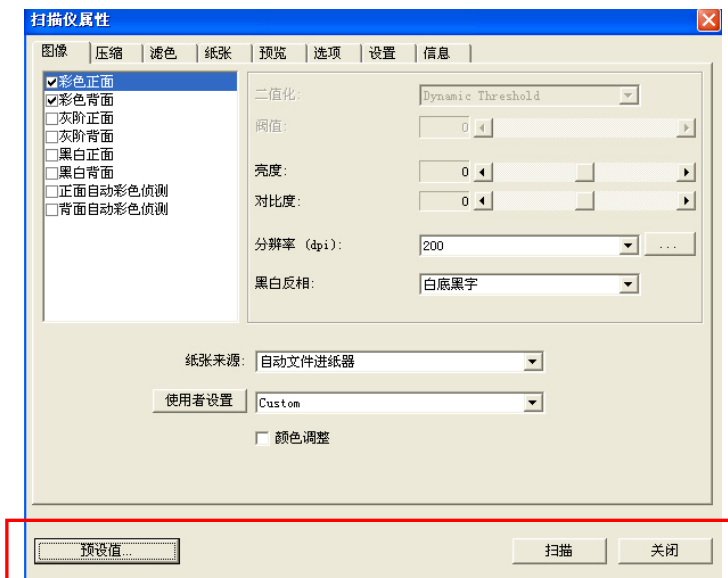 扫描仪属性
图像 压缩 滤色 纸张 预览 选项 设置 信息
彩色正面
彩色背面
灰阶正面
灰阶背面
黑白正面
黑白背面
正面自动彩色侦测
背面自动彩色侦测
二值化: Dynamic Threshold
阀值: 0
亮度: 0
对比度: 0
分辨率 (dpi): 200 ...
黑白反相: 白底黑字
纸张来源: 自动文件进纸器
使用者设置 Custom
颜色调整
预设值... 扫描 关闭